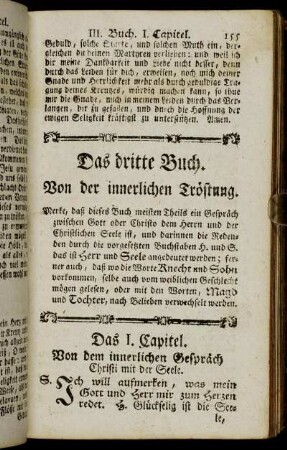 III. Buch. I. Capitel. 155
Geduld, solche Stärke, und solchen Muth ein, der-
gleichen du deinen Martyren verliehen: und weil ich
dir meine Dankbarkeit und Liebe nicht besser, denn
durch das Leiden für dich, erweisen, noch mich deiner
Gnade und Herrlichkeit mehr als durch geduldige Tra-
gung deines Kreuzes, würdig machen kann, so thue
mir die Gnade, mich in meinem Leiden durch das Ver-
langen, dir zu gefallen, und durch die Hoffnung der
ewigen Seligkeit kräftigst zu unterstützen. Amen.
Das dritte Buch.
Von der innerlichen Tröstung.
Merke, daß dieses Buch meisten Theils ein Gespräch
zwischen Gott oder Christo dem Herren und der
Christlichen Seele ist, und darinnen die Reden-
den durch die vorgesetzten Buchstaben H. und S.
das ist Herr und Seele angedeutet werden; fer-
ner auch, daß wo die Worte Knecht und Sohn
vorkommen, selbe auch vom weiblichen Geschlecht
mögen gelesen, oder mit den Worten, Magd
und Tochter, nach Belieben verwechselt werden.
Das I. Capitel.
Von dem innerlichen Gespräch
Christi mit der Seele.
S. Ich will aufmerken, was mein
Gott und Herr mir zum Herzen
redet. H. Glückselig ist die See-
le,